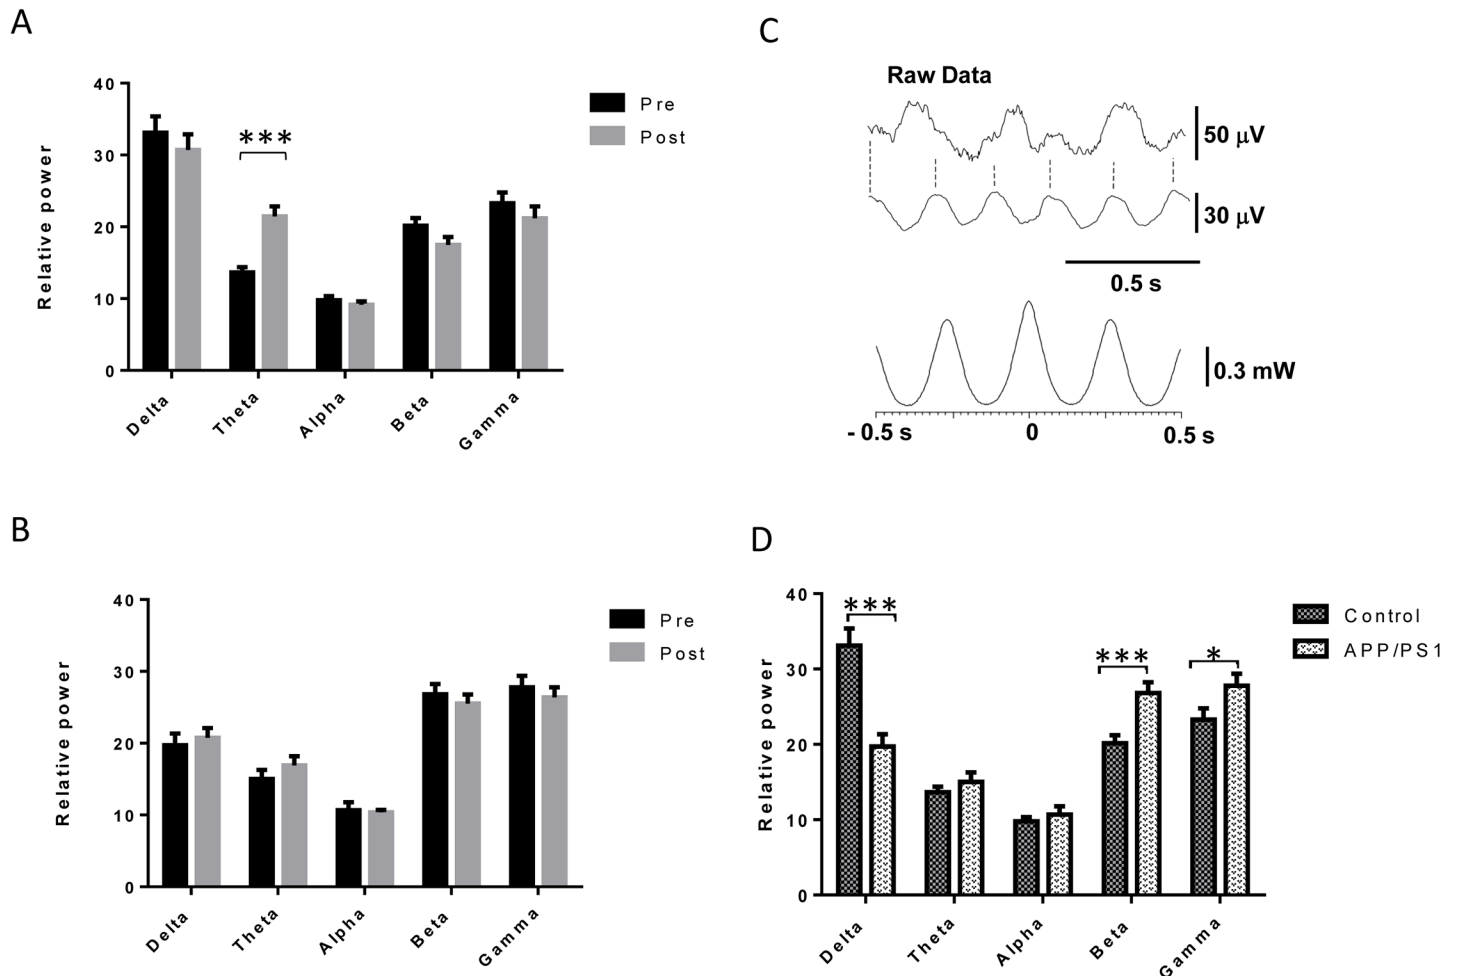 A
40
30
20
10
0
Relative power
***
Pre
Post
Delta
Theta
Alpha
Beta
Gamma
C
Raw Data
50 µV
30 µV
0.5 s
0.3 mW
- 0.5 s
0
0.5 s
B
40
30
20
10
0
Relative power
Pre
Post
Delta
Theta
Alpha
Beta
Gamma
D
40
30
20
10
0
Relative power
***
***
*
Control
APP/PS1
Delta
Theta
Alpha
Beta
Gamma